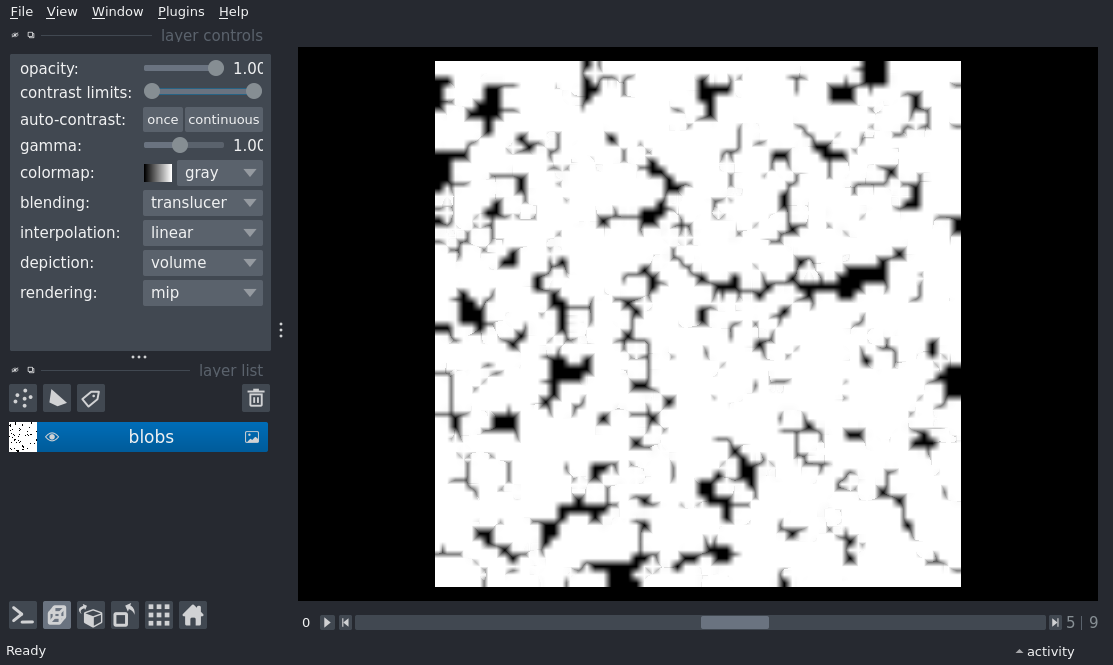 File View Window Plugins Help
layer controls
opacity: 1.00
contrast limits:
auto-contrast: once continuous
gamma: 1.00
colormap: gray
blending: translucer
interpolation: linear
depiction: volume
rendering: mip
layer list
blobs
0 5 | 9
Ready activity